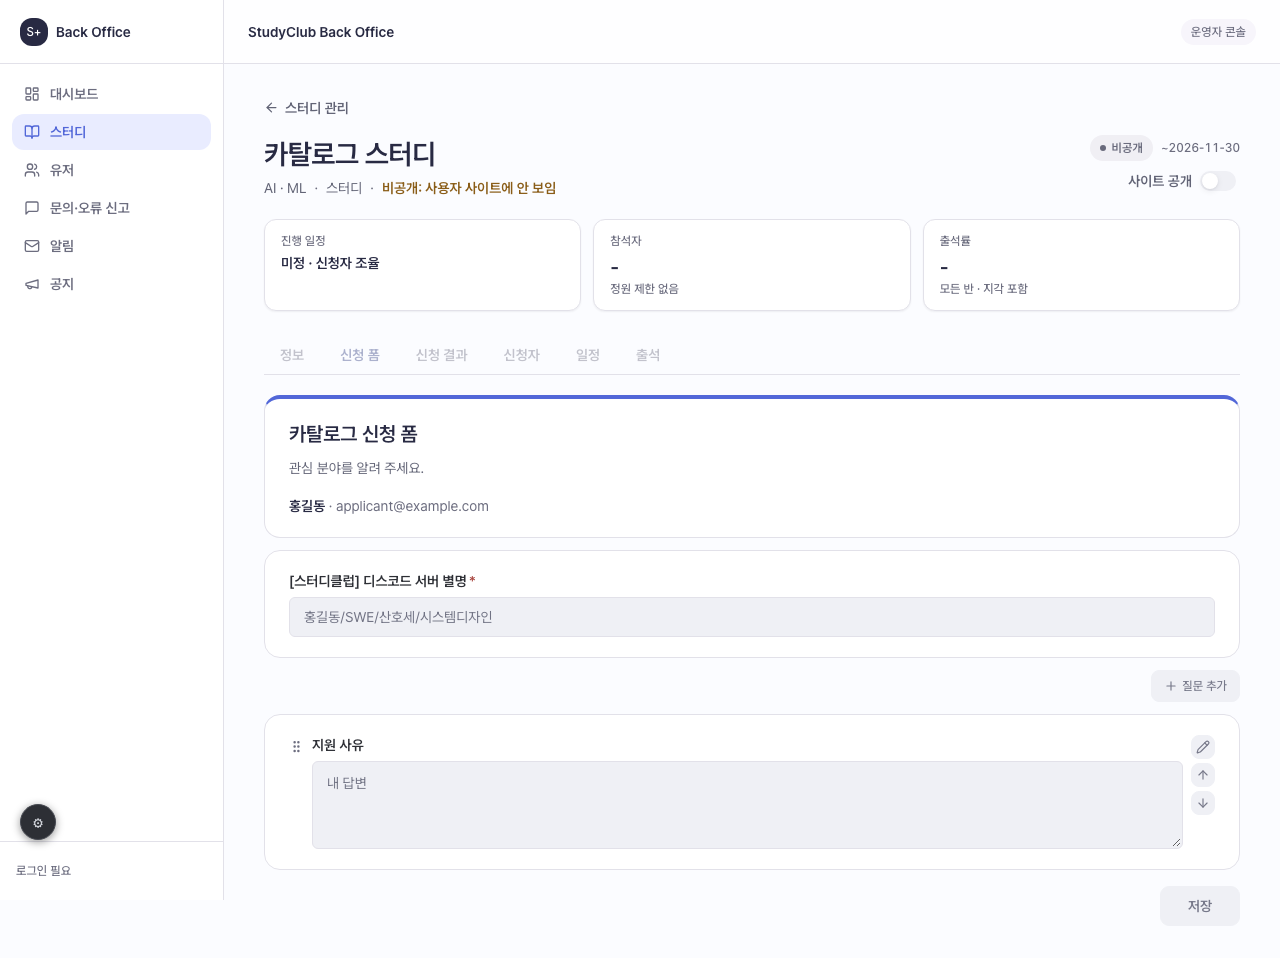 S+ Back Office
StudyClub Back Office
운영자 콘솔
대시보드
스터디
유저
문의·오류 신고
알림
공지
로그인 필요
스터디 관리
카탈로그 스터디
비공개 ~2026-11-30
AI · ML · 스터디 · 비공개: 사용자 사이트에 안 보임
사이트 공개
진행 일정
미정 · 신청자 조율
참석자
–
정원 제한 없음
출석률
–
모든 반 · 지각 포함
정보 신청 폼 신청 결과 신청자 일정 출석
카탈로그 신청 폼
관심 분야를 알려 주세요.
홍길동 · applicant@example.com
[스터디클럽] 디스코드 서버 별명 *
홍길동/SWE/산호세/시스템디자인
질문 추가
지원 사유
내 답변
저장